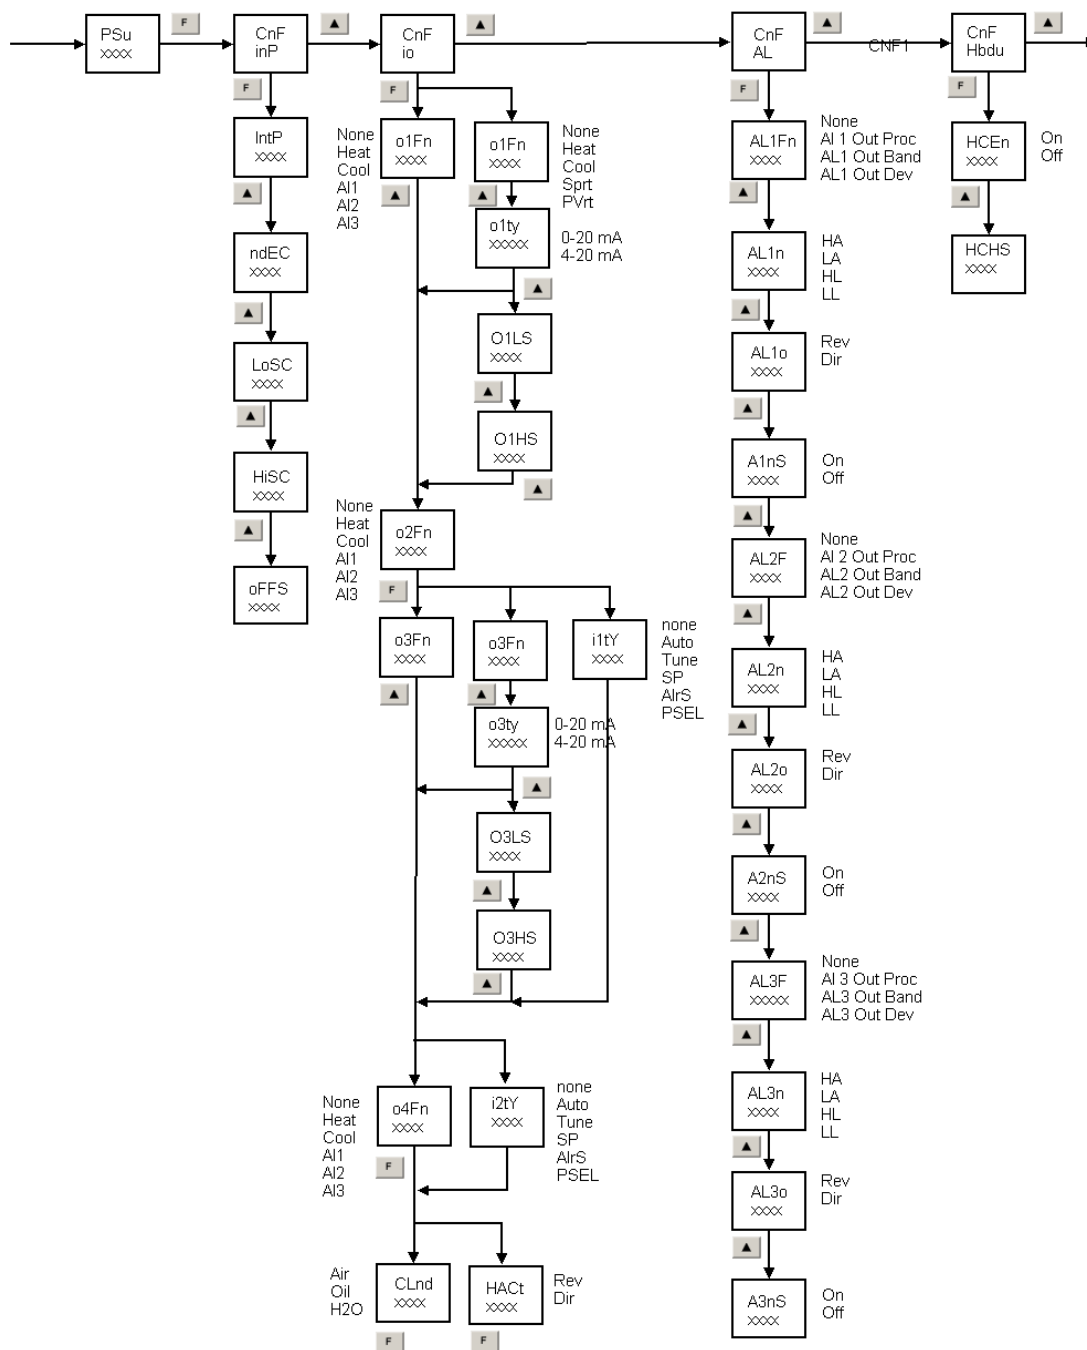 PSu
XXXX
F
CnF
inP
▲
CnF
io
▲
CnF
AL
▲
CNF1
CnF
Hbdu
▲
F
IntP
XXXX
▲
ndEC
XXXX
▲
LoSC
XXXX
▲
HiSC
XXXX
▲
oFFS
XXXX
F
None
Heat
Cool
AI1
AI2
AI3
o1Fn
XXXX
▲
o1Fn
XXXX
None
Heat
Cool
Sprt
PVrt
▲
o1ty
XXXXX
0-20 mA
4-20 mA
▲
O1LS
XXXX
▲
O1HS
XXXX
▲
None
Heat
Cool
AI1
AI2
AI3
o2Fn
XXXX
F
o3Fn
XXXX
▲
o3Fn
XXXX
▲
i1tY
XXXX
none
Auto
Tune
SP
AlrS
PSEL
o3ty
XXXXX
0-20 mA
4-20 mA
▲
O3LS
XXXX
▲
O3HS
XXXX
▲
None
Heat
Cool
AI1
AI2
AI3
o4Fn
XXXX
F
i2tY
XXXX
none
Auto
Tune
SP
AlrS
PSEL
Air
Oil
H2O
CLnd
XXXX
F
HACt
XXXX
F
Rev
Dir
F
AL1Fn
XXXX
None
Al 1 Out Proc
AL1 Out Band
AL1 Out Dev
▲
AL1n
XXXX
HA
LA
HL
LL
▲
AL1o
XXXX
Rev
Dir
▲
A1nS
XXXX
On
Off
▲
AL2F
XXXX
None
Al 2 Out Proc
AL2 Out Band
AL2 Out Dev
▲
AL2n
XXXX
HA
LA
HL
LL
▲
AL2o
XXXX
Rev
Dir
▲
A2nS
XXXX
On
Off
▲
AL3F
XXXXX
None
Al 3 Out Proc
AL3 Out Band
AL3 Out Dev
▲
AL3n
XXXX
HA
LA
HL
LL
▲
AL3o
XXXX
Rev
Dir
▲
A3nS
XXXX
On
Off
F
HCEn
XXXX
On
Off
▲
HCHS
XXXX